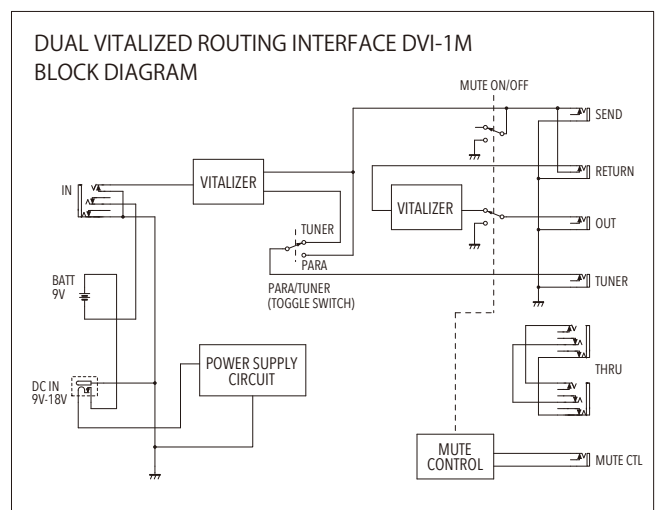 DUAL VITALIZED ROUTING INTERFACE DVI-1M
BLOCK DIAGRAM
MUTE ON/OFF
SEND
RETURN
IN
VITALIZER
VITALIZER
TUNER
OUT
PARA
TUNER
PARA/TUNER
(TOGGLE SWITCH)
BATT
9V
POWER SUPPLY
CIRCUIT
THRU
DC IN
9V-18V
MUTE
CONTROL
MUTE CTL